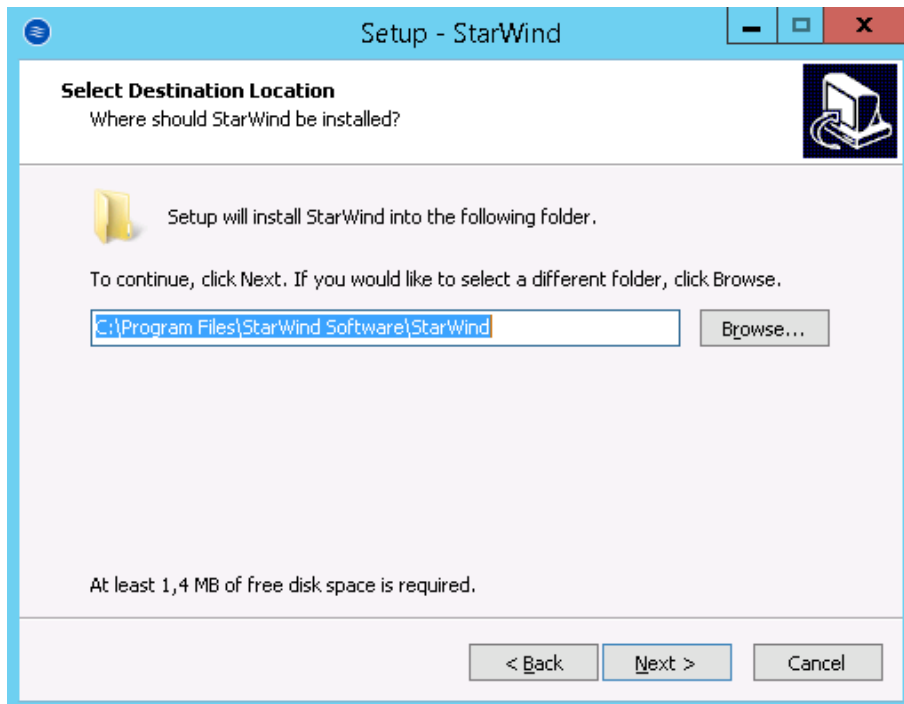 Setup - StarWind
Select Destination Location
Where should StarWind be installed?
Setup will install StarWind into the following folder.
To continue, click Next. If you would like to select a different folder, click Browse.
C:\Program Files\StarWind Software\StarWind
Browse...
At least 1,4 MB of free disk space is required.
< Back Next > Cancel